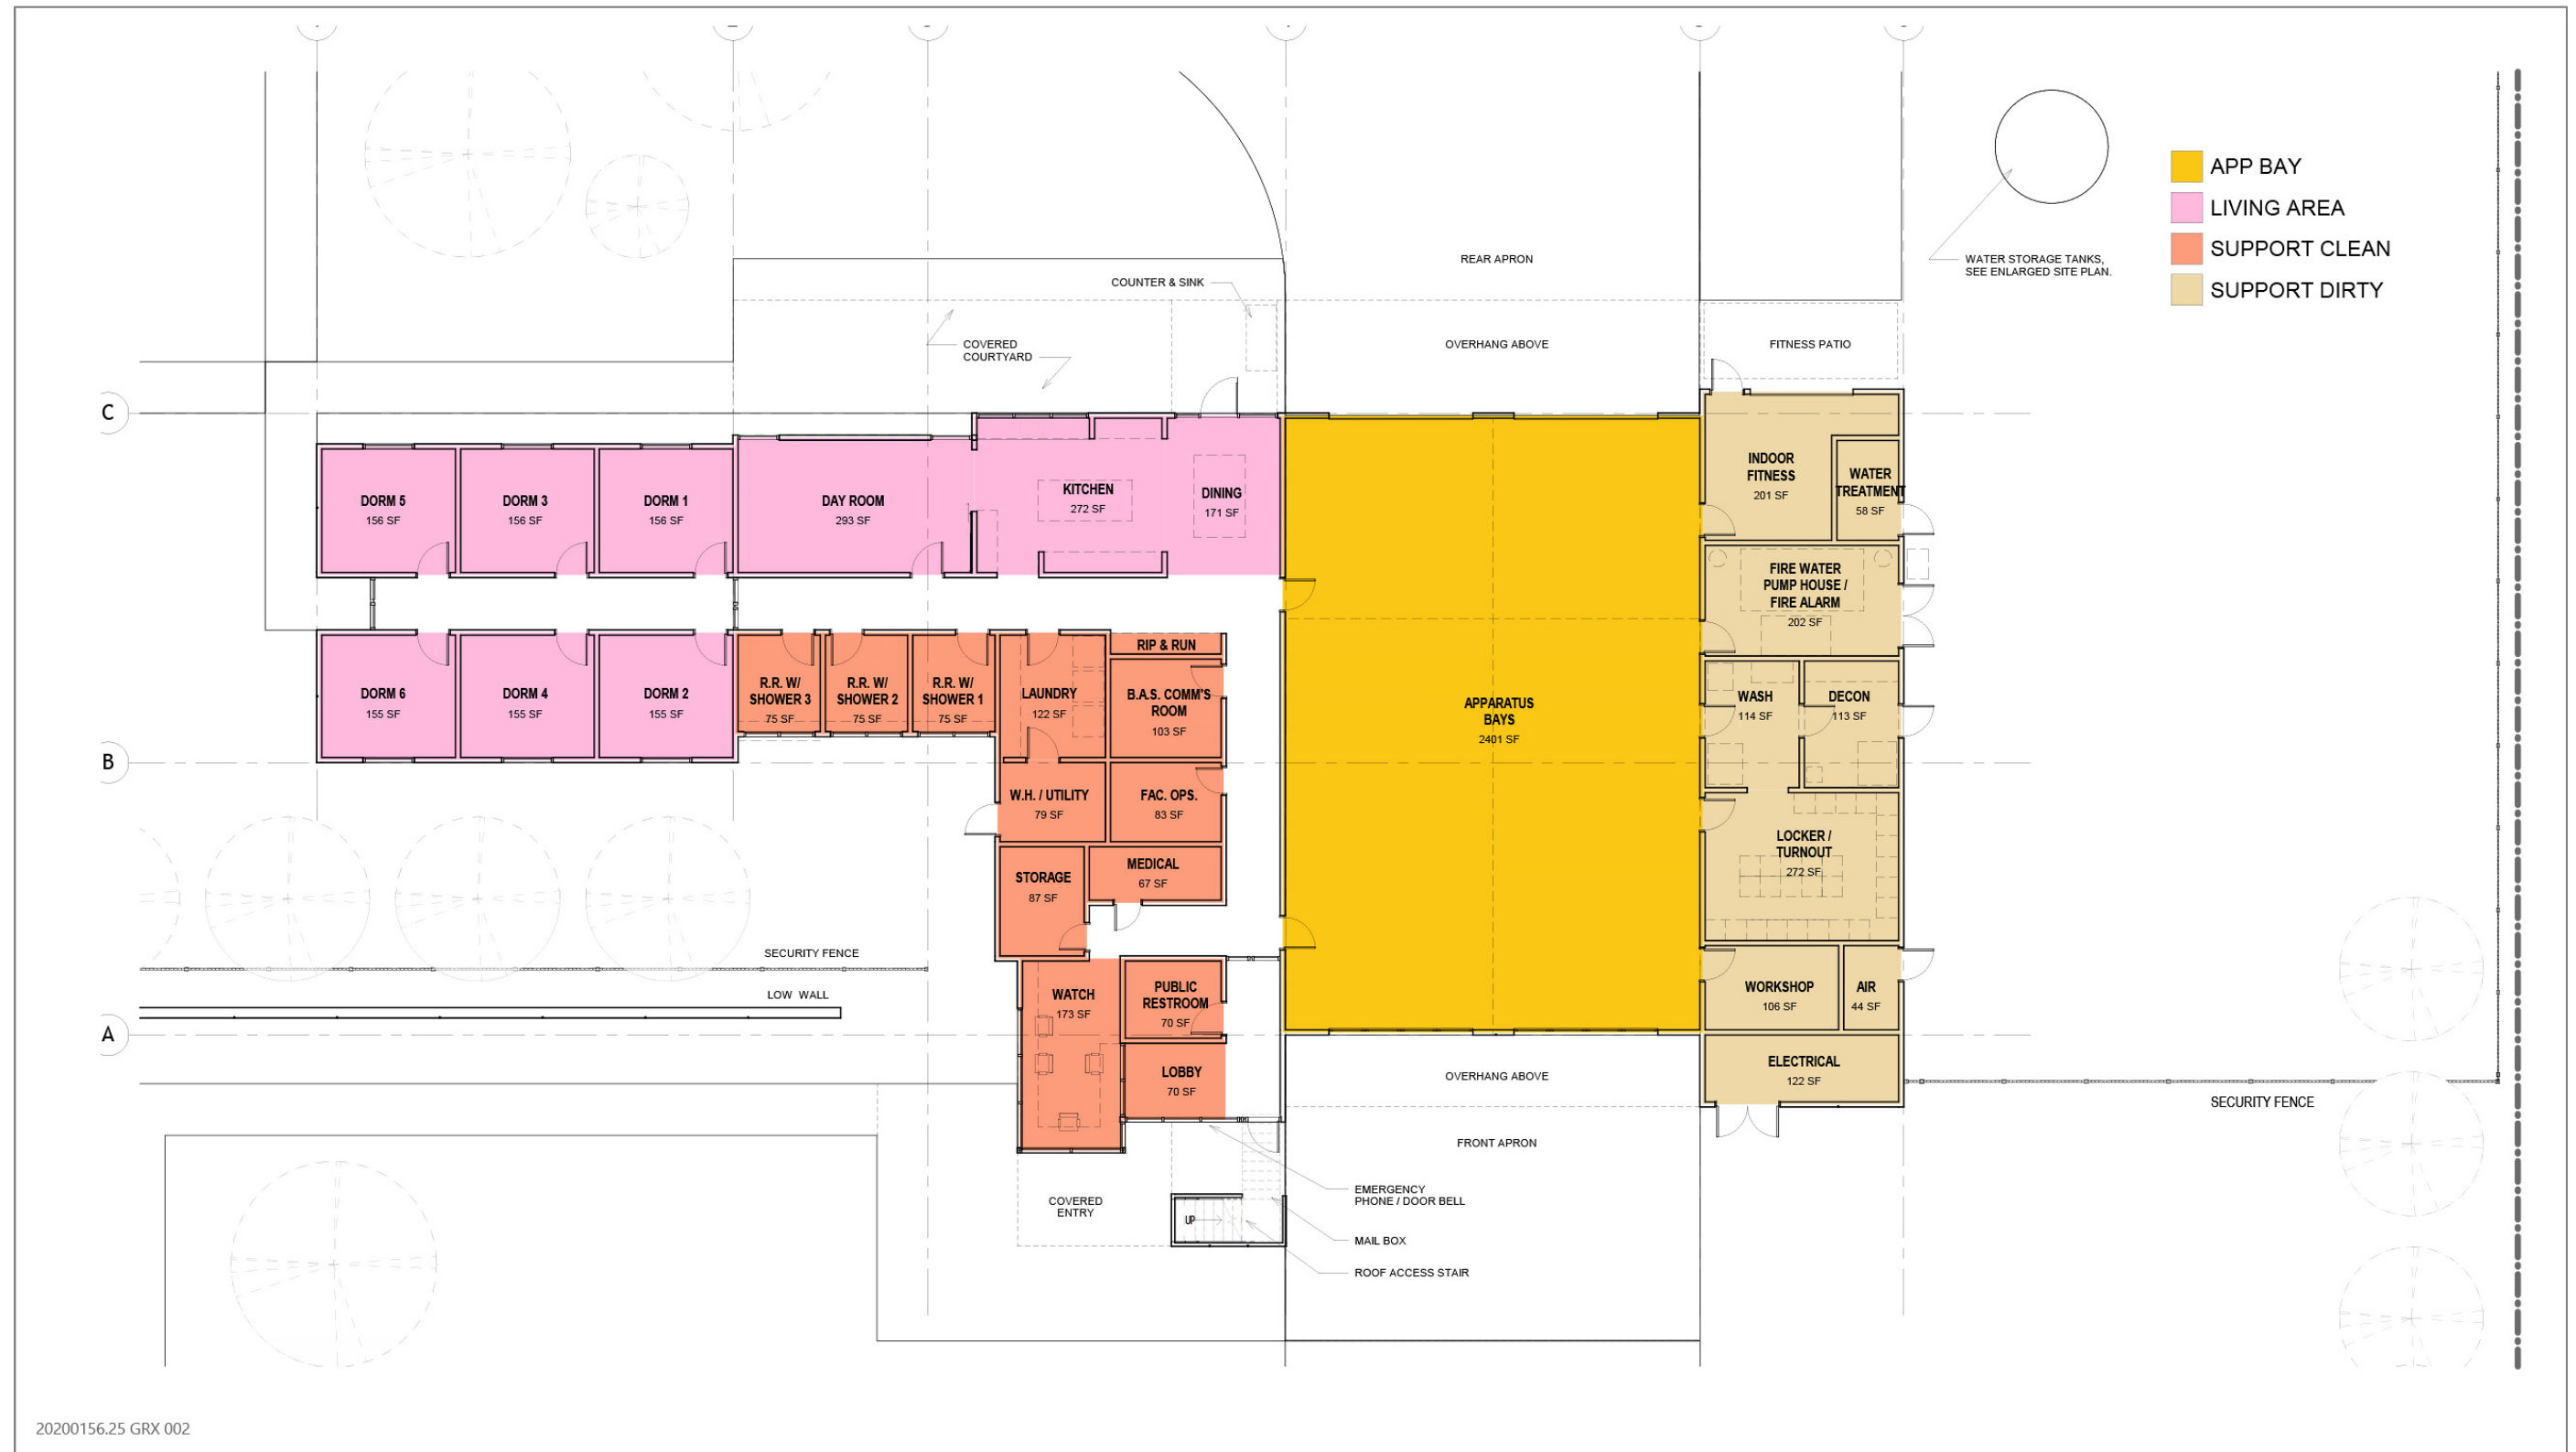 APP BAY
LIVING AREA
SUPPORT CLEAN
SUPPORT DIRTY
WATER STORAGE TANKS,
SEE ENLARGED SITE PLAN.
REAR APRON
COUNTER & SINK
COVERED
COURTYARD
OVERHANG ABOVE
FITNESS PATIO
C
DORM 5
156 SF
DORM 3
156 SF
DORM 1
156 SF
DAY ROOM
293 SF
KITCHEN
272 SF
DINING
171 SF
INDOOR
FITNESS
201 SF
WATER
TREATMENT
58 SF
FIRE WATER
PUMP HOUSE /
FIRE ALARM
202 SF
DORM 6
155 SF
DORM 4
155 SF
DORM 2
155 SF
R.R. W/
SHOWER 3
75 SF
R.R. W/
SHOWER 2
75 SF
R.R. W/
SHOWER 1
75 SF
LAUNDRY
122 SF
RIP & RUN
B.A.S. COMM'S
ROOM
103 SF
APPARATUS
BAYS
2401 SF
WASH
114 SF
DECON
113 SF
B
W.H. / UTILITY
79 SF
FAC. OPS.
83 SF
LOCKER /
TURNOUT
272 SF
STORAGE
87 SF
MEDICAL
67 SF
SECURITY FENCE
LOW WALL
WATCH
173 SF
PUBLIC
RESTROOM
70 SF
WORKSHOP
106 SF
AIR
44 SF
A
LOBBY
70 SF
OVERHANG ABOVE
ELECTRICAL
122 SF
SECURITY FENCE
FRONT APRON
COVERED
ENTRY
EMERGENCY
PHONE / DOOR BELL
UP
MAIL BOX
ROOF ACCESS STAIR
20200156.25 GRX 002